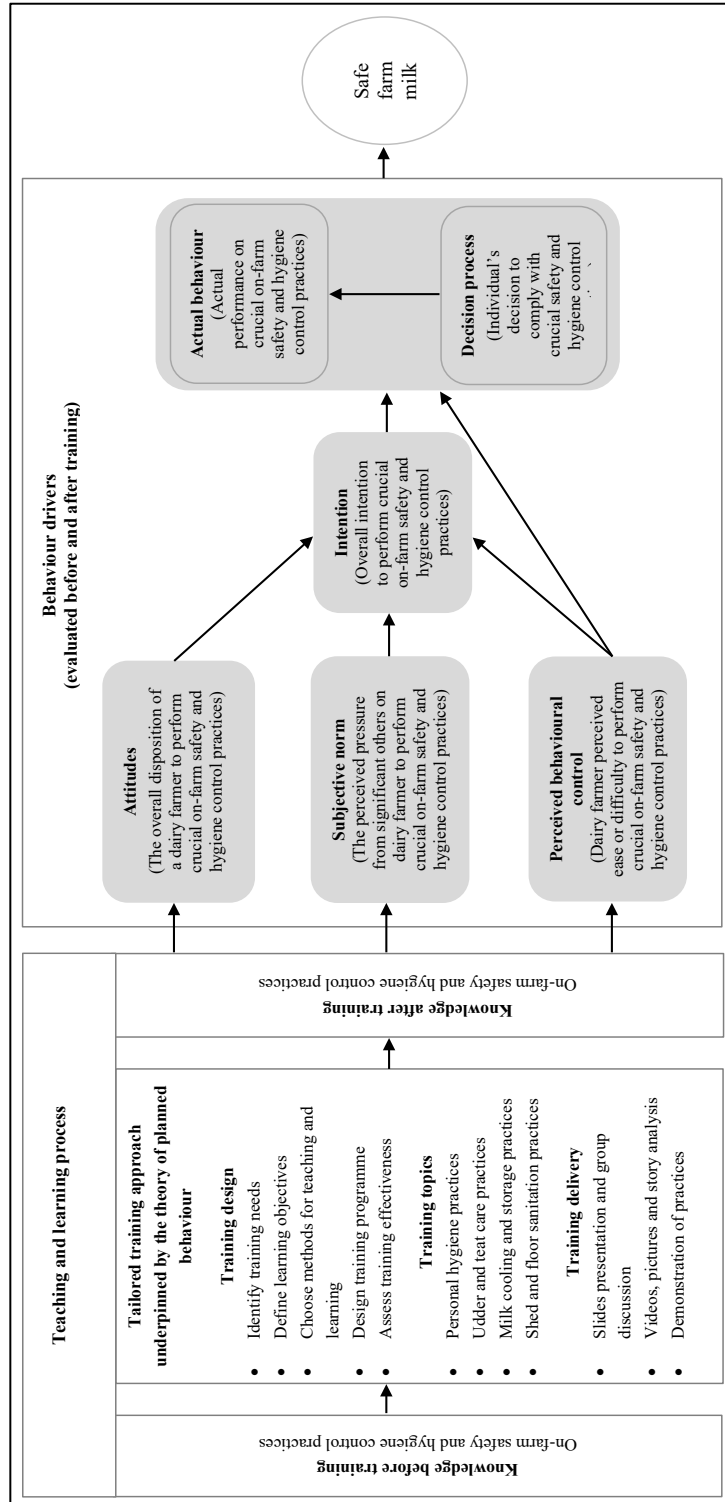 Teaching and learning process
Knowledge before training
On-farm safety and hygiene control practices
Tailored training approach
underpinned by the theory of planned
behaviour
Training design
• Identify training needs
• Define learning objectives
• Choose methods for teaching and
learning
• Design training programme
• Assess training effectiveness
Training topics
• Personal hygiene practices
• Udder and teat care practices
• Milk cooling and storage practices
• Shed and floor sanitation practices
Training delivery
• Slides presentation and group
discussion
• Videos, pictures and story analysis
• Demonstration of practices
Knowledge after training
On-farm safety and hygiene control practices
Behaviour drivers
(evaluated before and after training)
Attitudes
(The overall disposition of
a dairy farmer to perform
crucial on-farm safety and
hygiene control practices)
Subjective norm
(The perceived pressure
from significant others on
dairy farmer to perform
crucial on-farm safety and
hygiene control practices)
Perceived behavioural
control
(Dairy farmer perceived
ease or difficulty to perform
crucial on-farm safety and
hygiene control practices)
Intention
(Overall intention
to perform crucial
on-farm safety and
hygiene control
practices)
Actual behaviour
(Actual
performance on
crucial on-farm
safety and hygiene
control practices)
Decision process
(Individual's
decision to
comply with
crucial safety and
hygiene control
Safe
farm
milk